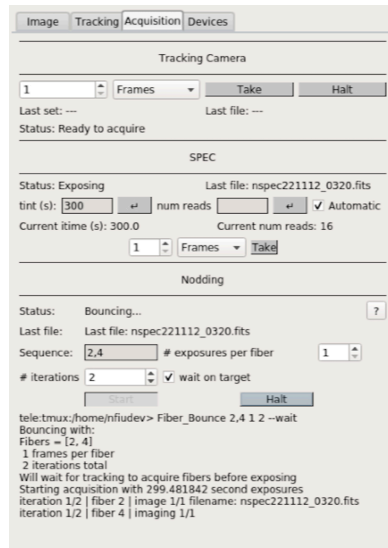 Image Tracking Acquisition Devices
Tracking Camera
1 Frames Take Halt
Last set: --- Last file: ---
Status: Ready to acquire
SPEC
Status: Exposing Last file: nspec221112_0320.fits
tint (s): 300 ↵ num reads ↵ Automatic
Current itime (s): 300.0 Current num reads: 16
1 Frames Take
Nodding
Status: Bouncing... ?
Last file: Last file: nspec221112_0320.fits
Sequence: 2,4 # exposures per fiber 1
# iterations 2 wait on target
Start Halt
tele:tmux:/home/nfiudev> Fiber_Bounce 2,4 1 2 --wait
Bouncing with:
Fibers = [2, 4]
1 frames per fiber
2 iterations total
Will wait for tracking to acquire fibers before exposing
Starting acquisition with 299.481842 second exposures
iteration 1/2 | fiber 2 | image 1/1 filename: nspec221112_0320.fits
iteration 1/2 | fiber 4 | imaging 1/1